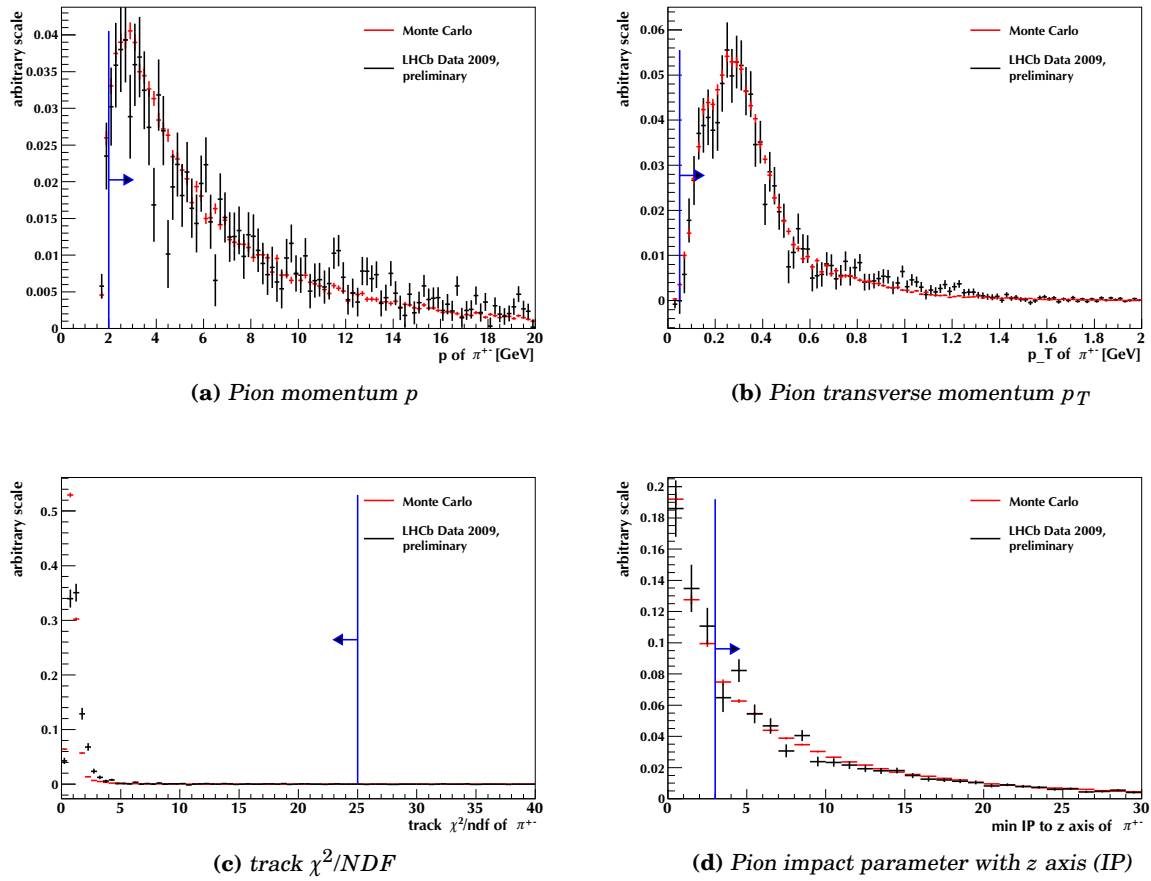 arbitrary scale
0.04
0.035
0.03
0.025
0.02
0.015
0.01
0.005
0
Monte Carlo
LHCb Data 2009,
preliminary
0 2 4 6 8 10 12 14 16 18 20
p of π+- [GeV]
(a) Pion momentum p
arbitrary scale
0.06
0.05
0.04
0.03
0.02
0.01
0
Monte Carlo
LHCb Data 2009,
preliminary
0 0.2 0.4 0.6 0.8 1 1.2 1.4 1.6 1.8 2
p_T of π+- [GeV]
(b) Pion transverse momentum pT
arbitrary scale
0.5
0.4
0.3
0.2
0.1
0
Monte Carlo
LHCb Data 2009,
preliminary
0 5 10 15 20 25 30 35 40
track χ²/ndf of π+-
(c) track χ²/NDF
arbitrary scale
0.2
0.18
0.16
0.14
0.12
0.1
0.08
0.06
0.04
0.02
0
Monte Carlo
LHCb Data 2009,
preliminary
0 5 10 15 20 25 30
min IP to z axis of π+-
(d) Pion impact parameter with z axis (IP)